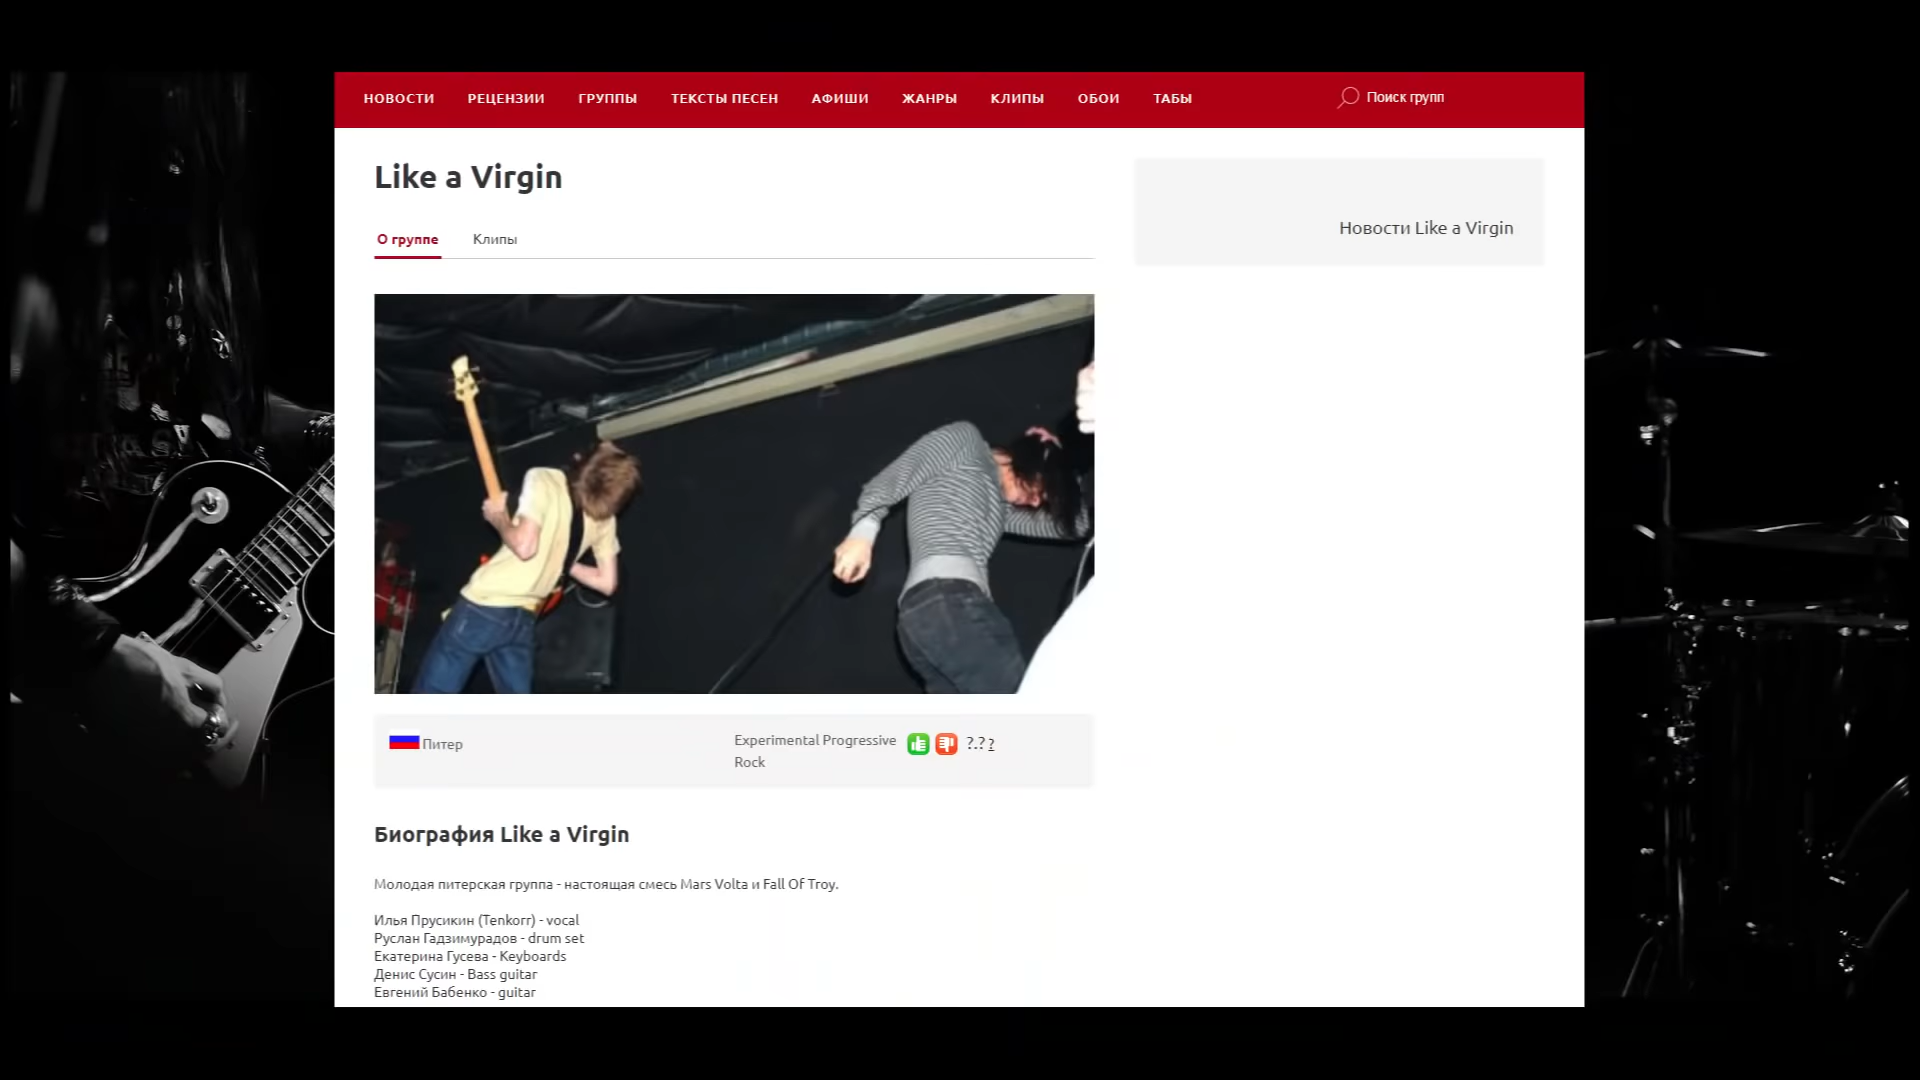 НОВОСТИ РЕЦЕНЗИИ ГРУППЫ ТЕКСТЫ ПЕСЕН АФИШИ ЖАНРЫ КЛИПЫ ОБОИ ТАБЫ Поиск групп
Like a Virgin
О группе Клипы
Новости Like a Virgin
Питер
Experimental Progressive
Rock
?.? ?
Биография Like a Virgin
Молодая питерская группа - настоящая смесь Mars Volta и Fall Of Troy.
Илья Прусикин (Tenkorr) - vocal
Руслан Гадзимурадов - drum set
Екатерина Гусева - Keyboards
Денис Сусин - Bass guitar
Евгений Бабенко - guitar